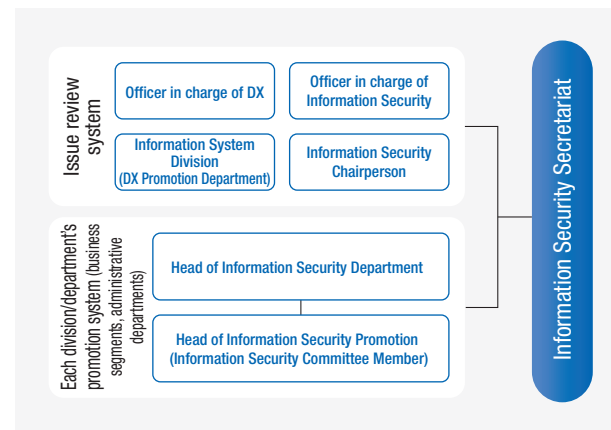 Issue review
system
Officer in charge of DX
Officer in charge of
Information Security
Information System
Division
(DX Promotion Department)
Information Security
Chairperson
Each division/department's
promotion system (business
segments, administrative
departments)
Head of Information Security Department
Head of Information Security Promotion
(Information Security Committee Member)
Information Security Secretariat